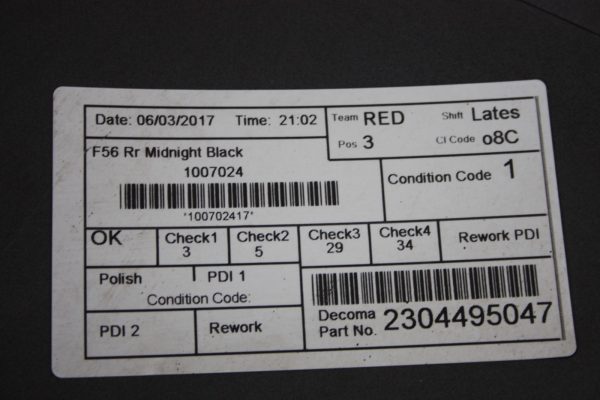 Date: 06/03/2017 Time: 21:02 Team RED Shift Lates
Pos 3 CI Code o8C
F56 Rr Midnight Black
1007024
*100702417*
Condition Code 1
OK Check1 3 Check2 5 Check3 29 Check4 34 Rework PDI
Polish PDI 1
Condition Code:
PDI 2 Rework
Decoma
Part No. 2304495047